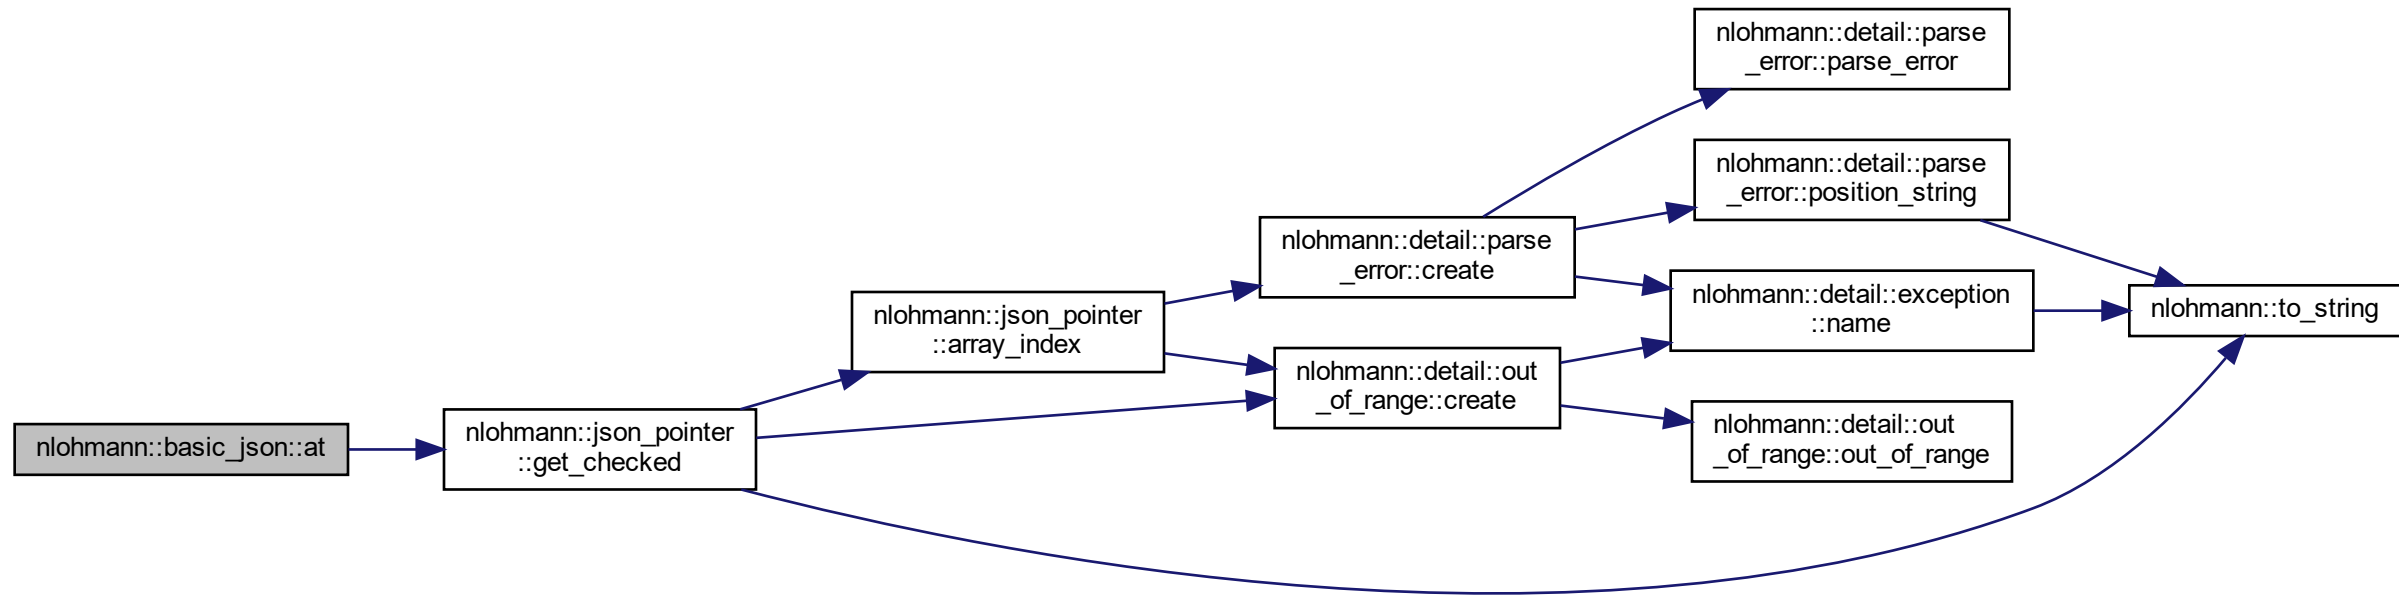 nlohmann::basic_json::at
nlohmann::json_pointer
::get_checked
nlohmann::json_pointer
::array_index
nlohmann::detail::parse
_error::create
nlohmann::detail::out
_of_range::create
nlohmann::detail::parse
_error::parse_error
nlohmann::detail::parse
_error::position_string
nlohmann::detail::exception
::name
nlohmann::detail::out
_of_range::out_of_range
nlohmann::to_string